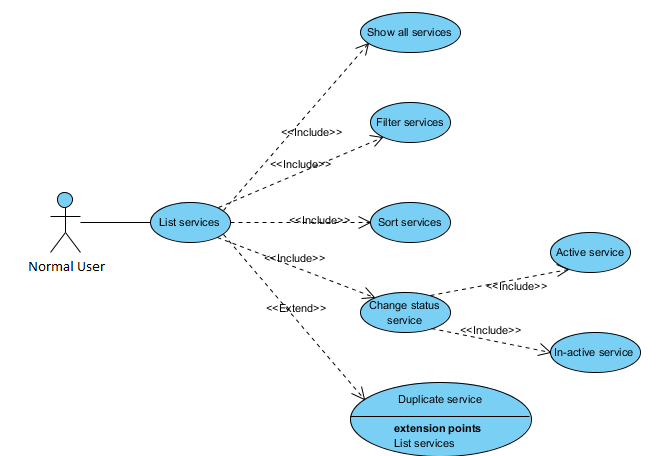 Show all services
<<Include>>
Filter services
<<Include>>
Normal User
List services
<<Include>>
Sort services
<<Include>>
Change status
service
Active service
<<Include>>
<<Include>>
In-active service
<<Extend>>
Duplicate service
extension points
List services